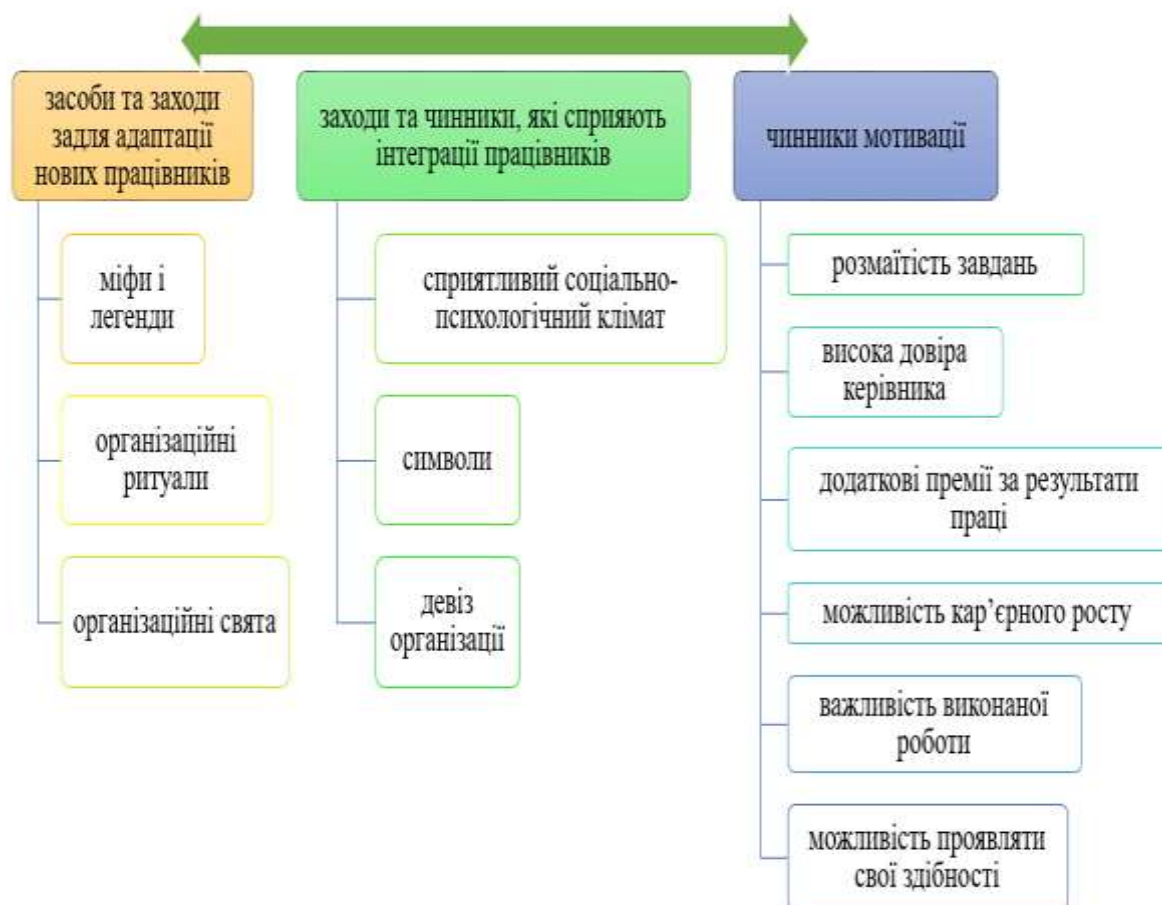 засоби та заходи
задля адаптації
нових працівників
міфи і
легенди
організаційні
ритуали
організаційні свята
заходи та чинники, які сприяють
інтеграції працівників
сприятливий соціально-
психологічний клімат
символи
девіз
організації
чинники мотивації
розмаїтість завдань
висока довіра
керівника
додаткові премії за результати
праці
можливість кар’єрного росту
важливість виконаної
роботи
можливість проявляти
свої здібності